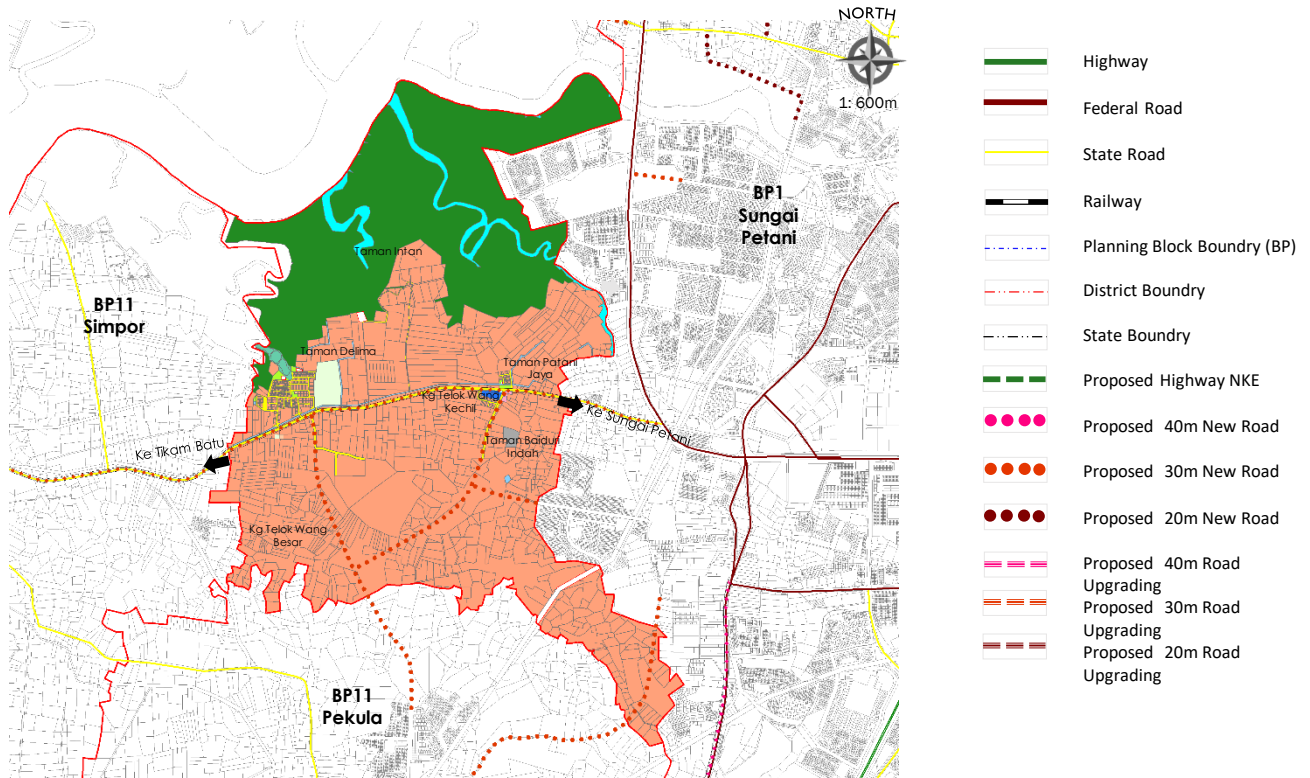 NORTH
1: 600m
BP1
Sungai
Petani
BP11
Simpor
Taman Intan
Taman Delima
Taman Patani
Jaya
Kg Telok Wang
Kechil
Ke Sungai Petani
Ke Tikam Batu
Taman Baiduri
Indah
Kg Telok Wang
Besar
BP11
Pekula
Highway
Federal Road
State Road
Railway
Planning Block Boundry (BP)
District Boundry
State Boundry
Proposed Highway NKE
Proposed 40m New Road
Proposed 30m New Road
Proposed 20m New Road
Proposed 40m Road
Upgrading
Proposed 30m Road
Upgrading
Proposed 20m Road
Upgrading